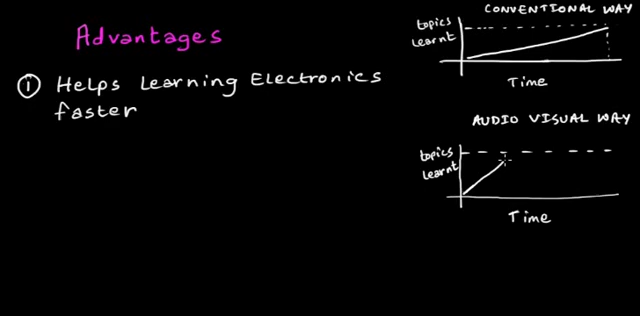 Advantages
① Helps Learning Electronics
faster
CONVENTIONAL WAY
topics
learnt
Time
AUDIO VISUAL WAY
topics
learnt
Time